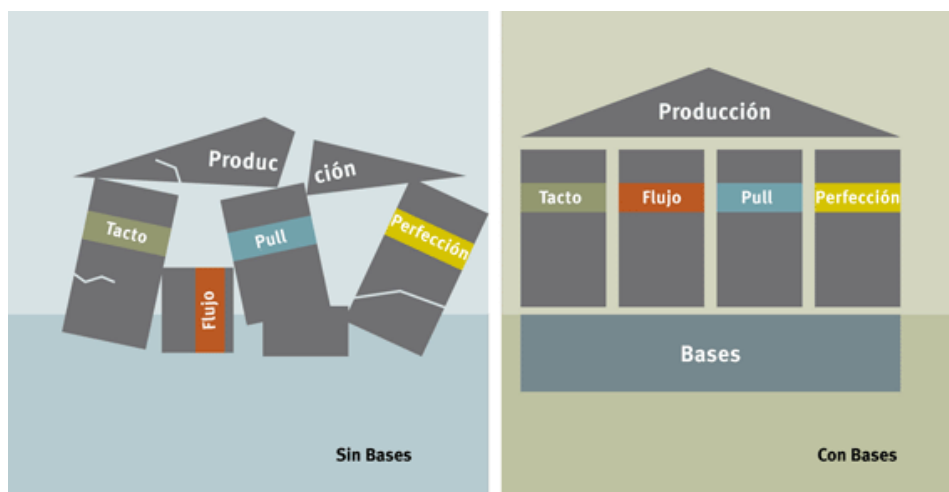 Produc
ción
Tacto
Flujo
Pull
Perfección
Sin Bases
Producción
Tacto
Flujo
Pull
Perfección
Bases
Con Bases